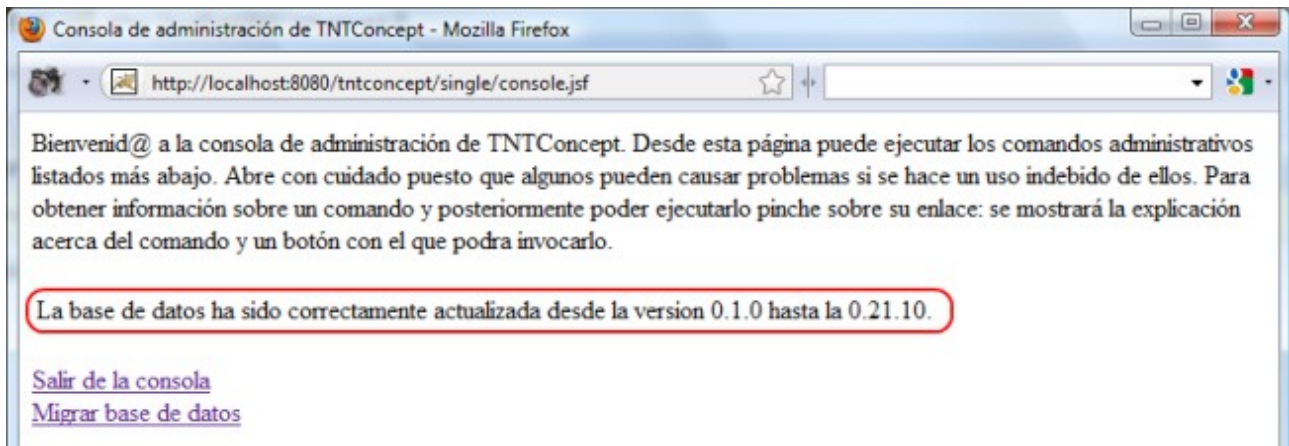 Consola de administración de TNTConcept - Mozilla Firefox
http://localhost:8080/tntconcept/single/console.jsf
Bienvenid@ a la consola de administración de TNTConcept. Desde esta página puede ejecutar los comandos administrativos
listados más abajo. Abre con cuidado puesto que algunos pueden causar problemas si se hace un uso indebido de ellos. Para
obtener información sobre un comando y posteriormente poder ejecutarlo pinche sobre su enlace: se mostrará la explicación
acerca del comando y un botón con el que podra invocarlo.
La base de datos ha sido correctamente actualizada desde la version 0.1.0 hasta la 0.21.10.
Salir de la consola
Migrar base de datos